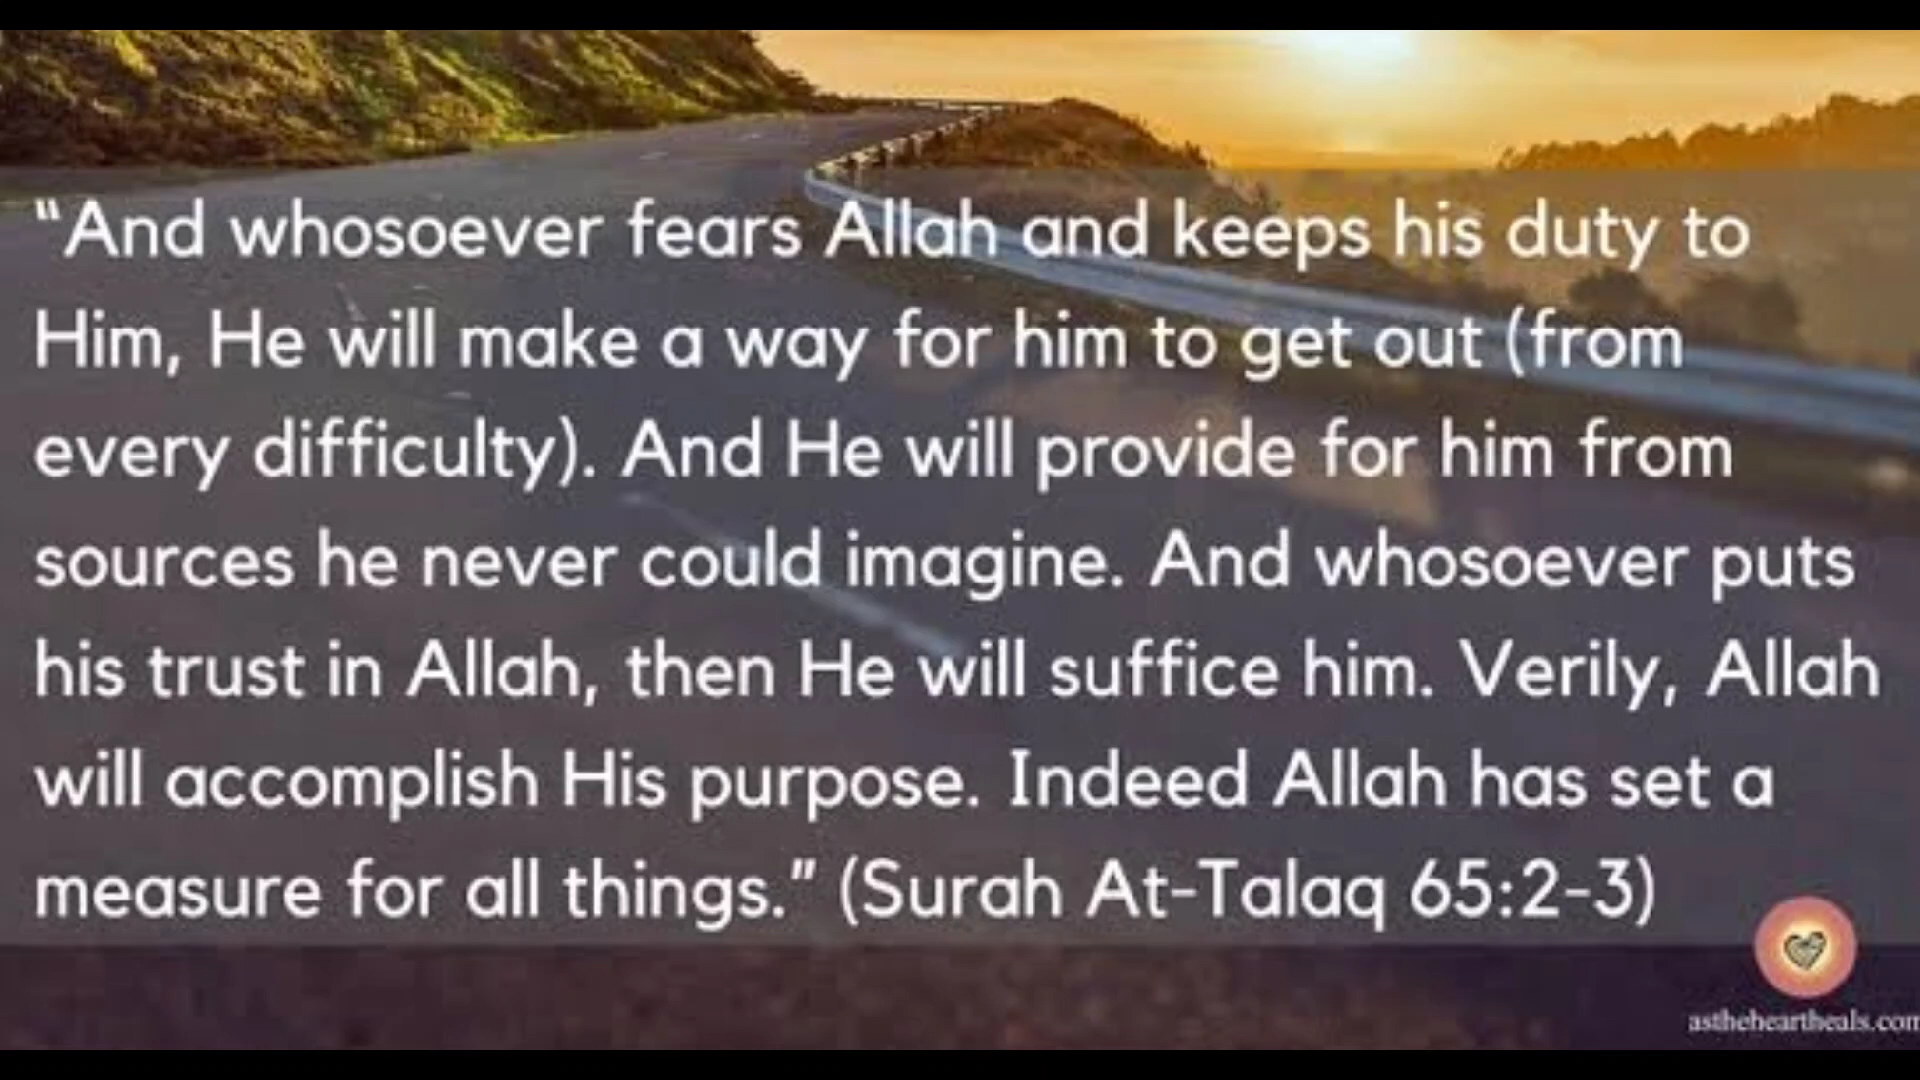 "And whosoever fears Allah and keeps his duty to
Him, He will make a way for him to get out (from
every difficulty). And He will provide for him from
sources he never could imagine. And whosoever puts
his trust in Allah, then He will suffice him. Verily, Allah
will accomplish His purpose. Indeed Allah has set a
measure for all things." (Surah At-Talaq 65:2-3)
astheheartheals.com